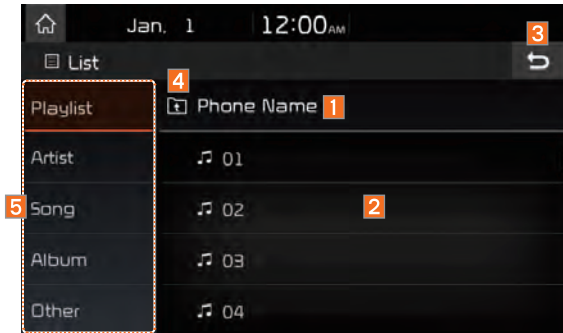 Jan. 1 12:00AM
3
List
4
Playlist Phone Name 1
Artist 01
5 Song 02 2
Album 03
Other 04